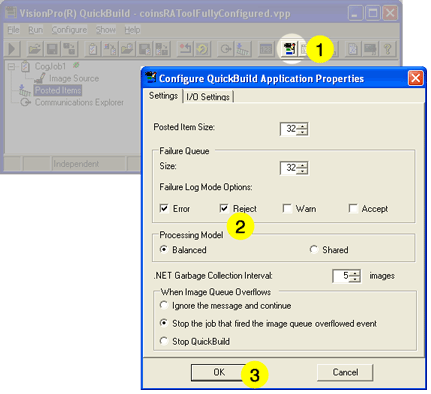 VisionPro(R) QuickBuild - coinsRAToolFullyConfigured.vpp
File Run Configure Show Help
1
CogJob1
Image Source
Posted Items
Communications Explorer
Independent
Configure QuickBuild Application Properties
Settings I/O Settings
Posted Item Size: 32
Failure Queue
Size: 32
Failure Log Mode Options:
Error Reject Warn Accept
2
Processing Model
Balanced Shared
.NET Garbage Collection Interval: 5 images
When Image Queue Overflows
Ignore the message and continue
Stop the job that fired the image queue overflowed event
Stop QuickBuild
OK 3 Cancel